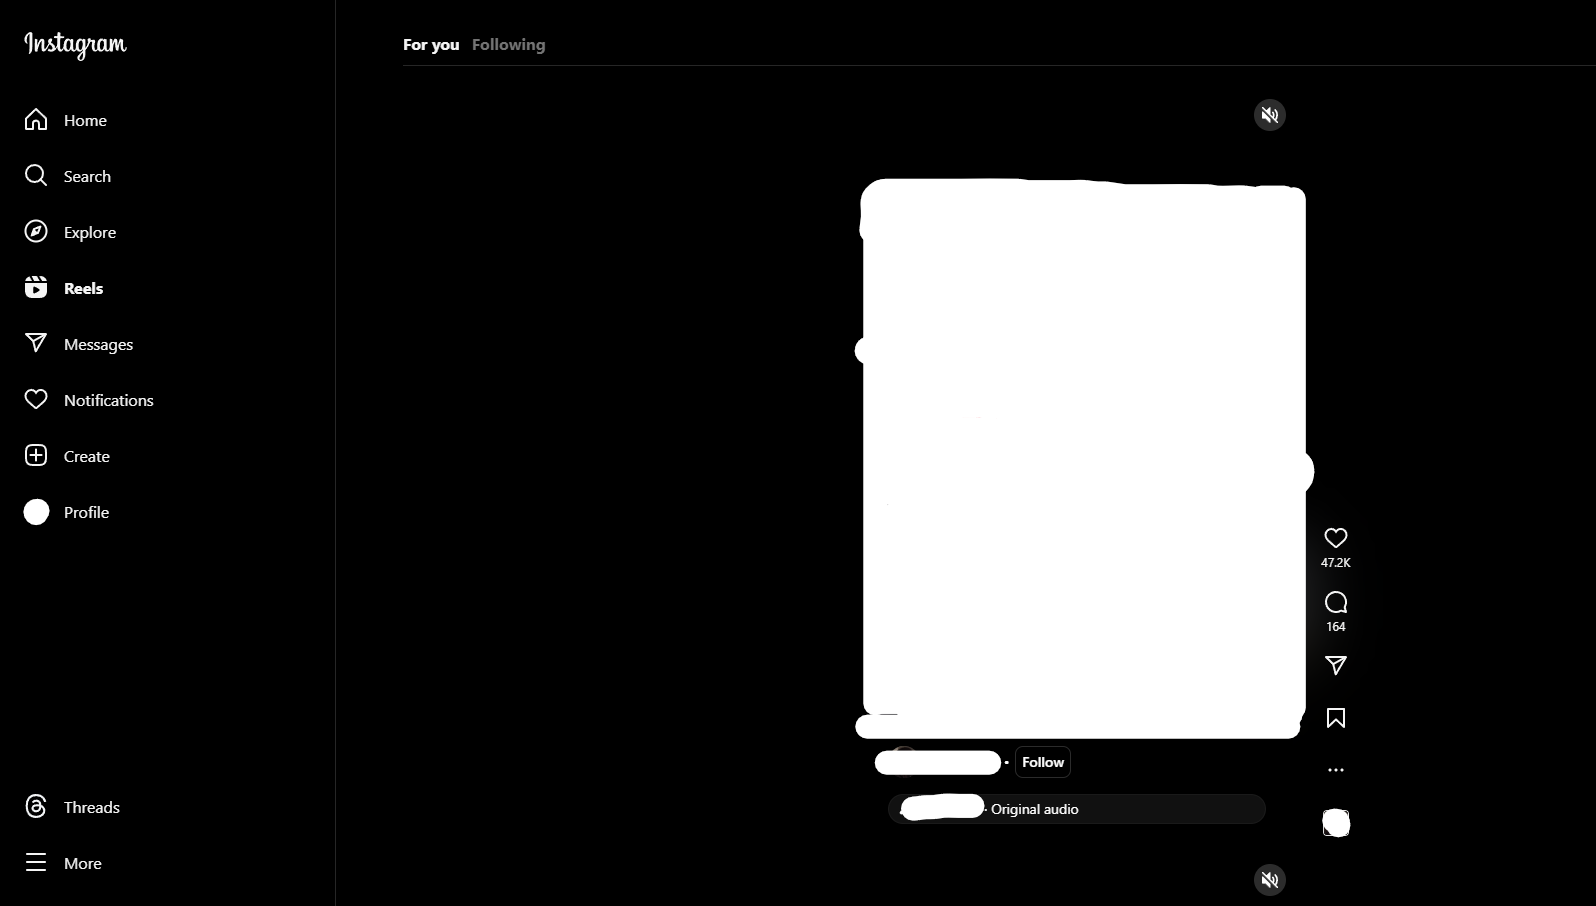 Instagram
For you Following
Home
Search
Explore
Reels
Messages
Notifications
Create
Profile
47.2K
164
• Follow
· Original audio
Threads
More